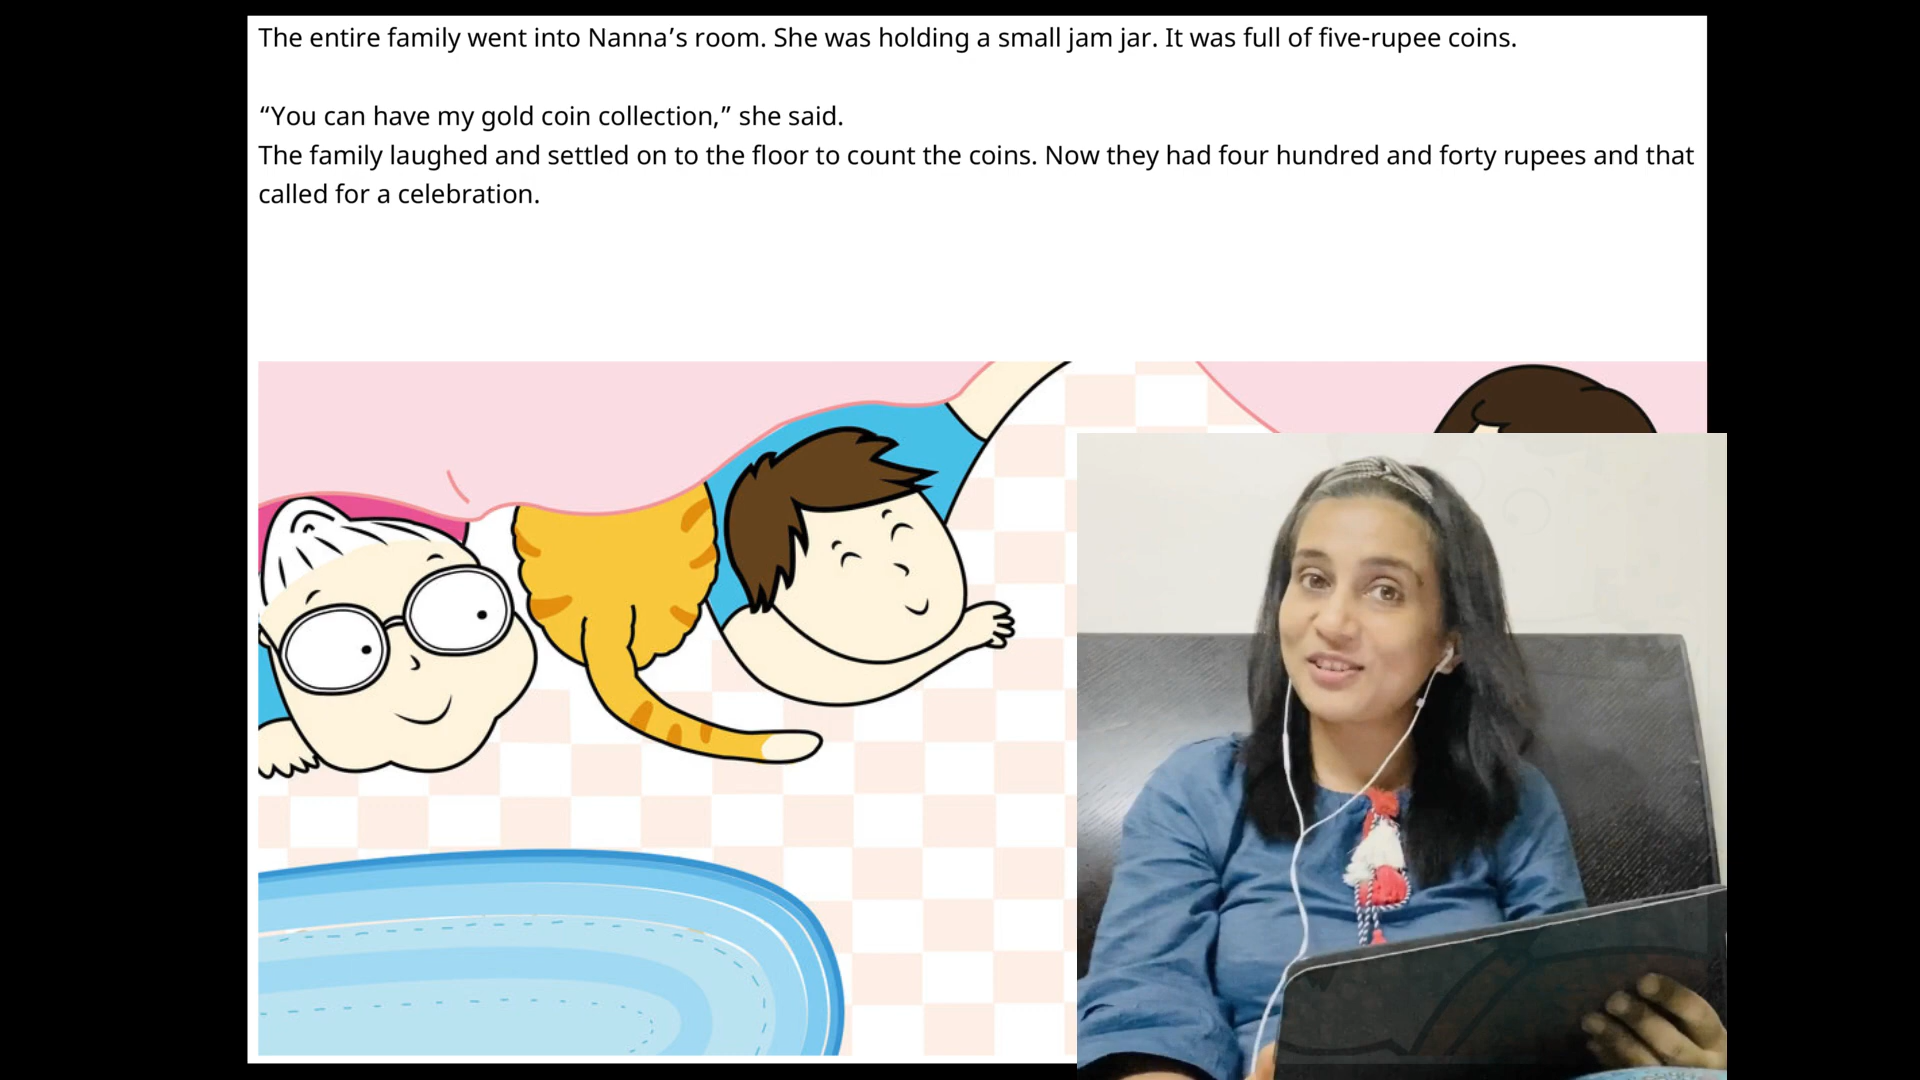 The entire family went into Nanna’s room. She was holding a small jam jar. It was full of five-rupee coins.
“You can have my gold coin collection,” she said.
The family laughed and settled on to the floor to count the coins. Now they had four hundred and forty rupees and that
called for a celebration.